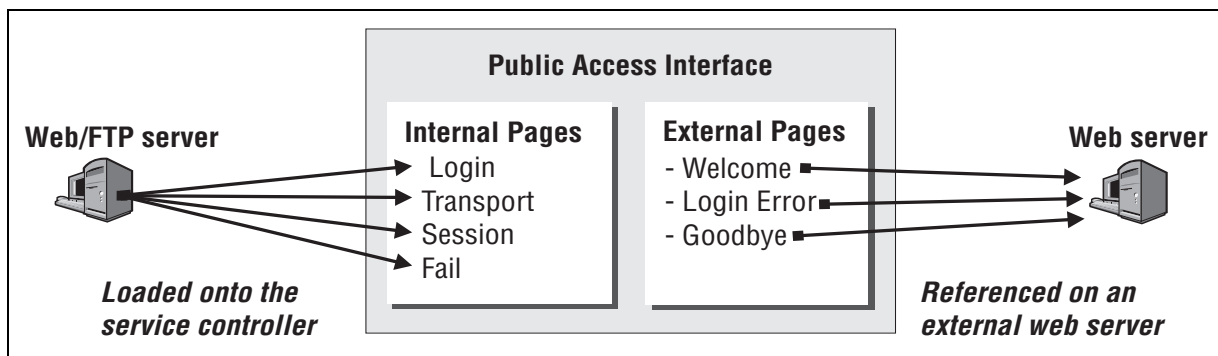 Public Access Interface
Web/FTP server
Internal Pages
Login
Transport
Session
Fail
External Pages
- Welcome
- Login Error
- Goodbye
Web server
Loaded onto the
service controller
Referenced on an
external web server